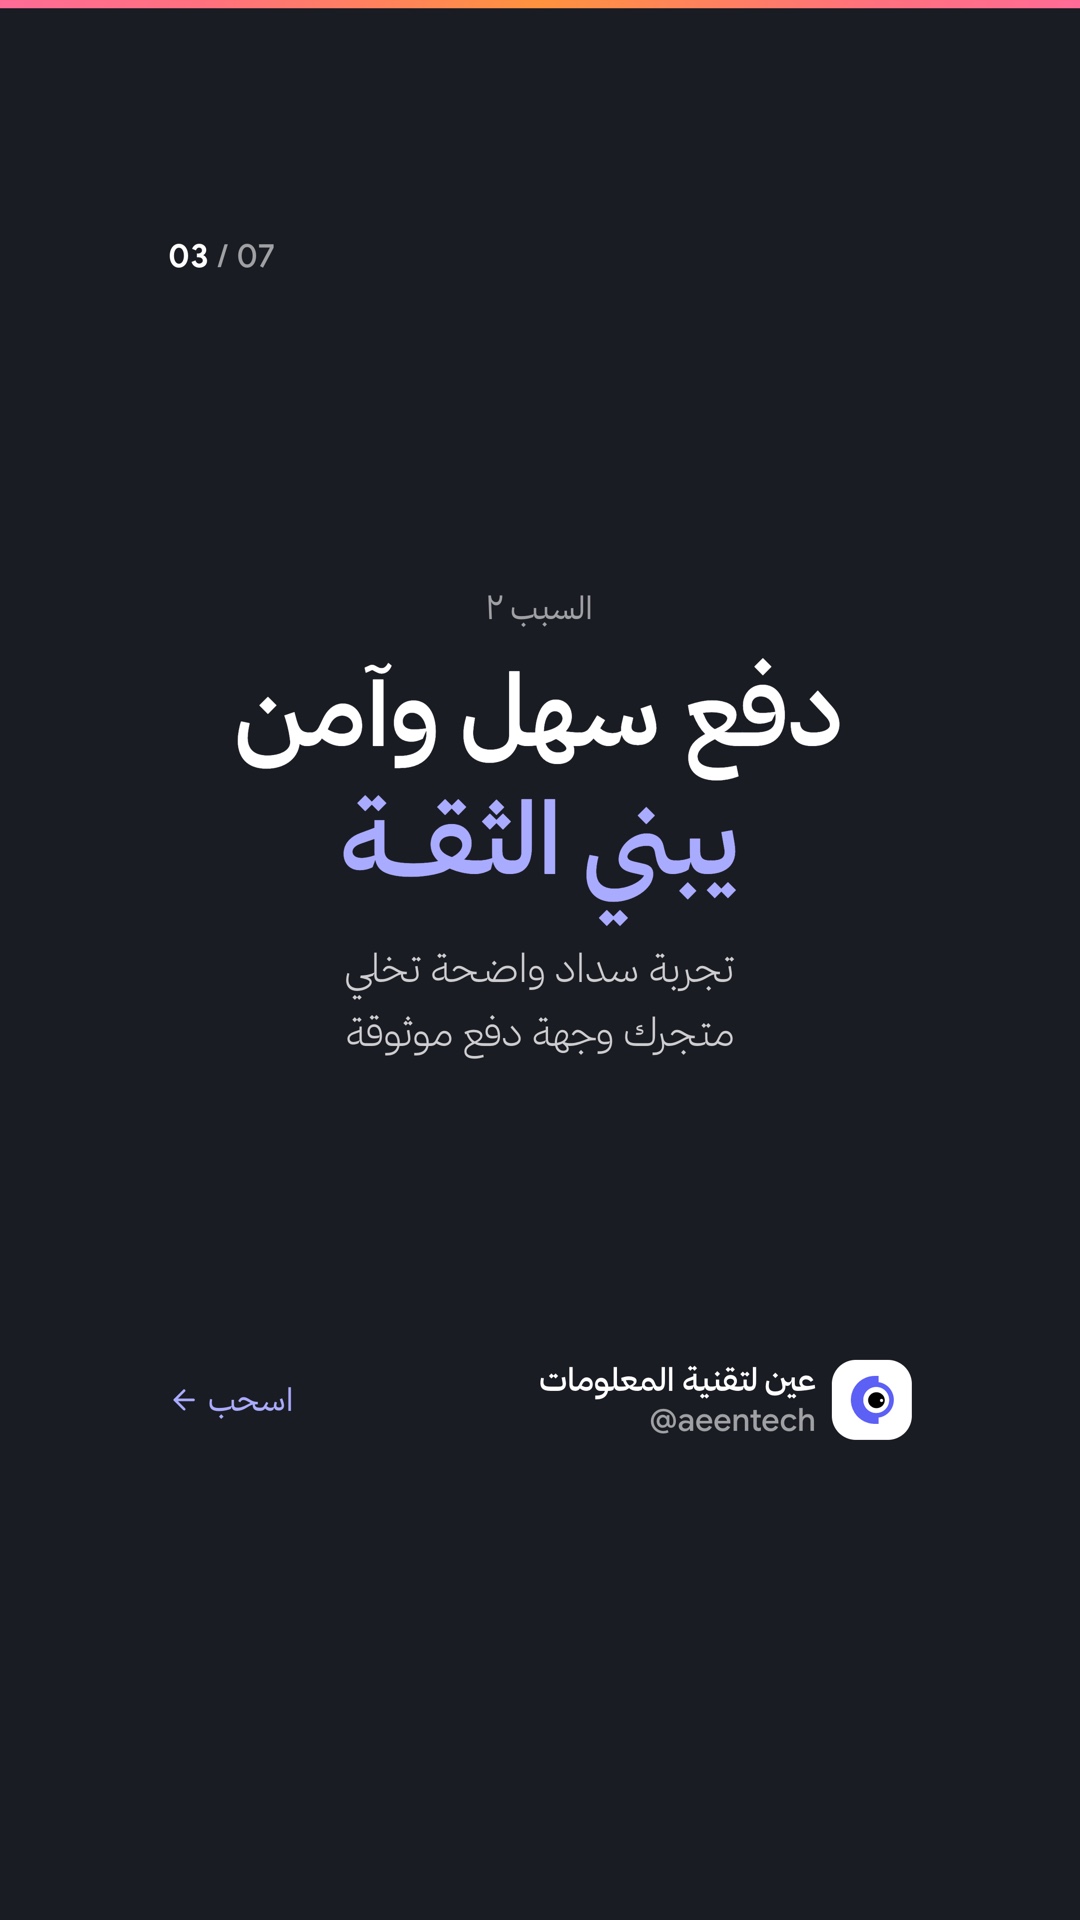 03 / 07
السبب ٢
دفع سهل وآمن
يبني الثقـة
تجربة سداد واضحة تخلي
متجرك وجهة دفع موثوقة
عين لتقنية المعلومات
@aeentech
اسحب ←